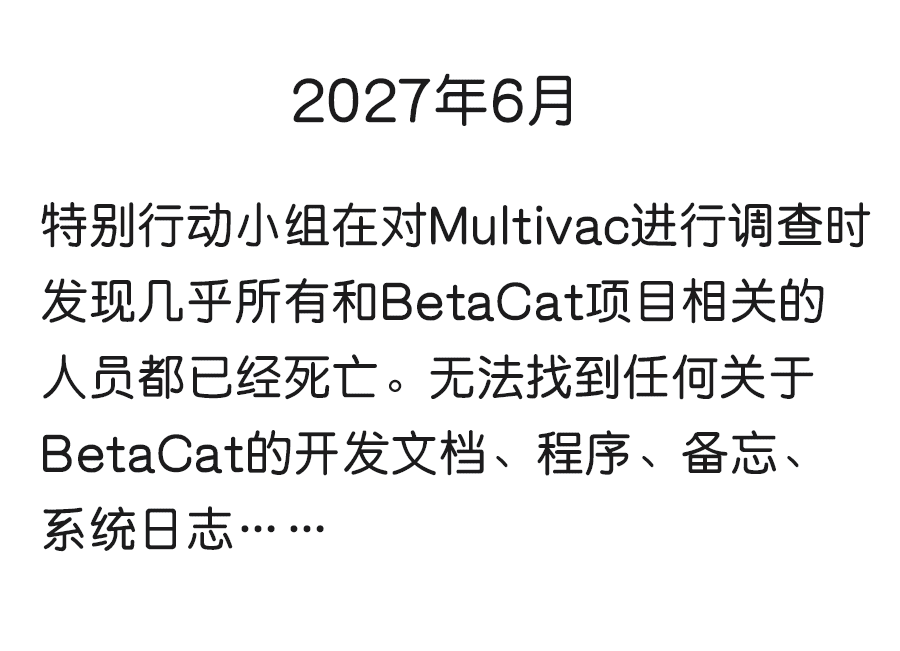 2027年6月
特别行动小组在对Multivac进行调查时
发现几乎所有和BetaCat项目相关的
人员都已经死亡。无法找到任何关于
BetaCat的开发文档、程序、备忘、
系统日志… …